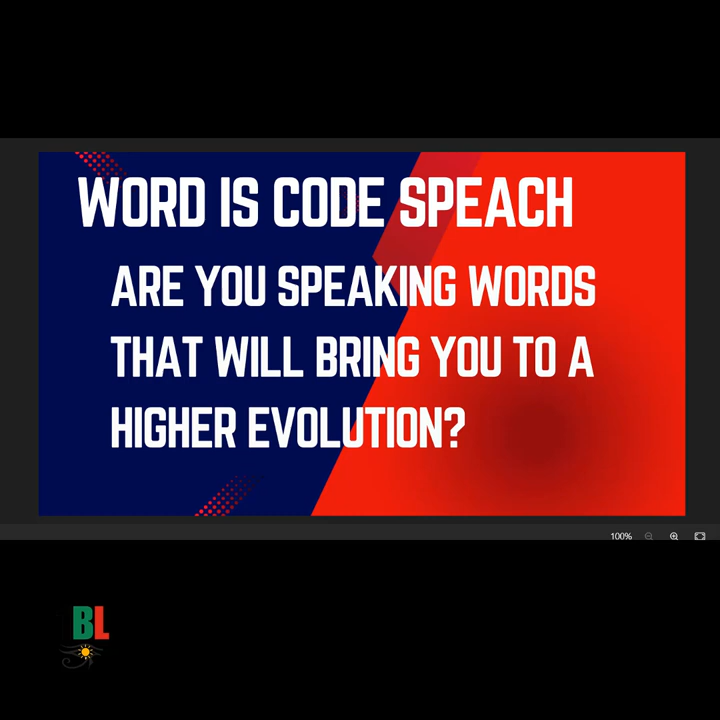 WORD IS CODE SPEACH
ARE YOU SPEAKING WORDS
THAT WILL BRING YOU TO A
HIGHER EVOLUTION?
100%
BL